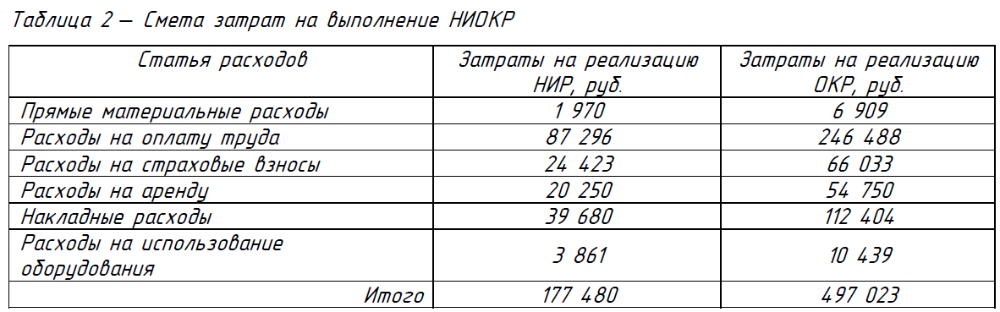 Таблица 2 – Смета затрат на выполнение НИОКР
Статья расходов Затраты на реализацию НИР, руб. Затраты на реализацию ОКР, руб.
Прямые материальные расходы 1 970 6 909
Расходы на оплату труда 87 296 246 488
Расходы на страховые взносы 24 423 66 033
Расходы на аренду 20 250 54 750
Накладные расходы 39 680 112 404
Расходы на использование оборудования 3 861 10 439
Итого 177 480 497 023